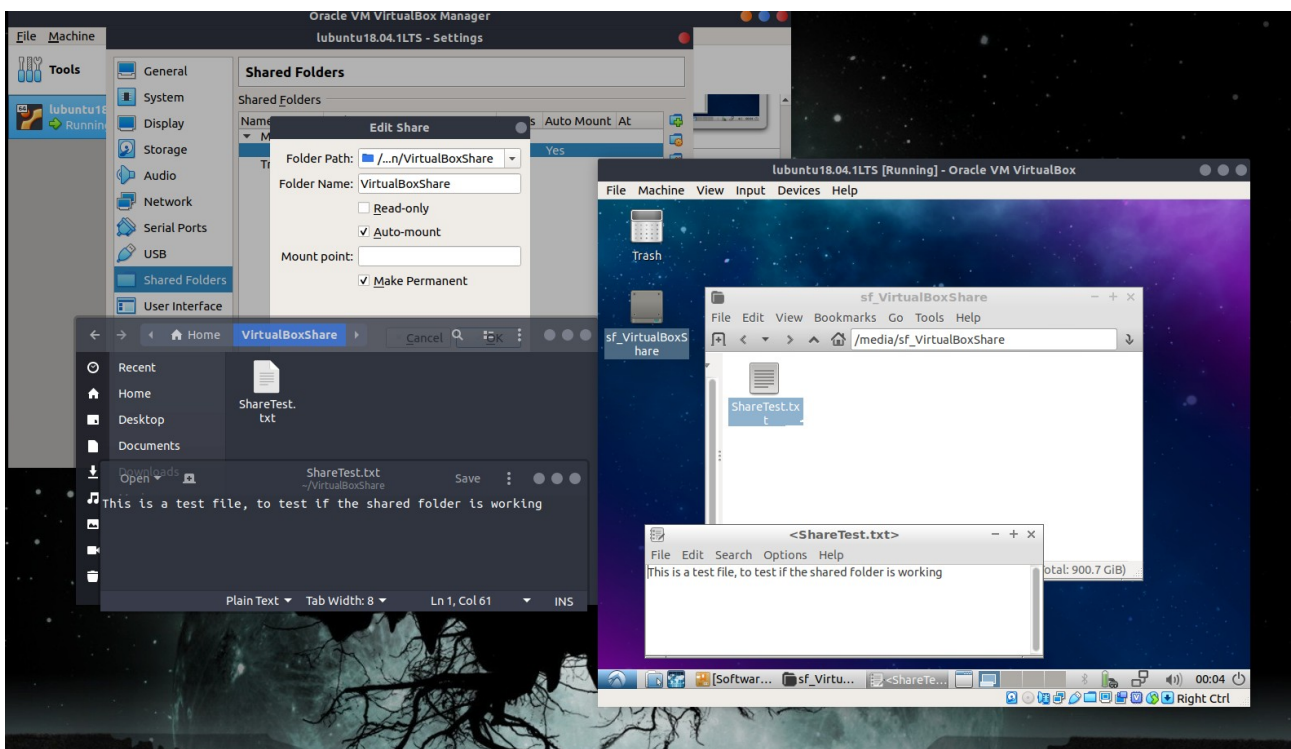 Oracle VM VirtualBox Manager
File Machine
lubuntu18.04.1LTS - Settings
Tools
lubuntu18
Running
General
System
Display
Storage
Audio
Network
Serial Ports
USB
Shared Folders
User Interface
Shared Folders
Shared Folders
Name
Auto Mount At
Yes
Edit Share
Folder Path: /...n/VirtualBoxShare
Folder Name: VirtualBoxShare
Read-only
Auto-mount
Mount point:
Make Permanent
Cancel OK
Home VirtualBoxShare
Recent
Home
Desktop
Documents
Downloads
ShareTest.
txt
Open
ShareTest.txt
~/VirtualBoxShare
Save
This is a test file, to test if the shared folder is working
Plain Text Tab Width: 8 Ln 1, Col 61 INS
lubuntu18.04.1LTS [Running] - Oracle VM VirtualBox
File Machine View Input Devices Help
Trash
sf_VirtualBoxS
hare
sf_VirtualBoxShare
File Edit View Bookmarks Go Tools Help
/media/sf_VirtualBoxShare
ShareTest.tx
t
otal: 900.7 GiB)
<ShareTest.txt>
File Edit Search Options Help
This is a test file, to test if the shared folder is working
[Softwar... sf_Virtu... <ShareTe... 00:04
Right Ctrl